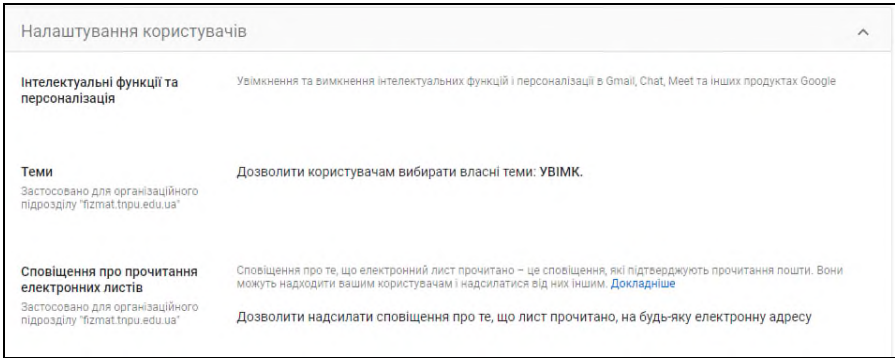 Налаштування користувачів
Інтелектуальні функції та
персоналізація
Увімкнення та вимкнення інтелектуальних функцій і персоналізації в Gmail, Chat, Meet та інших продуктах Google
Теми
Застосовано для організаційного
підрозділу "fizmat.tnpu.edu.ua"
Дозволити користувачам вибирати власні теми: УВІМК.
Сповіщення про прочитання
електронних листів
Застосовано для організаційного
підрозділу "fizmat.tnpu.edu.ua"
Сповіщення про те, що електронний лист прочитано – це сповіщення, які підтверджують прочитання пошти. Вони
можуть надходити вашим користувачам і надсилатися від них іншим. Докладніше
Дозволити надсилати сповіщення про те, що лист прочитано, на будь-яку електронну адресу